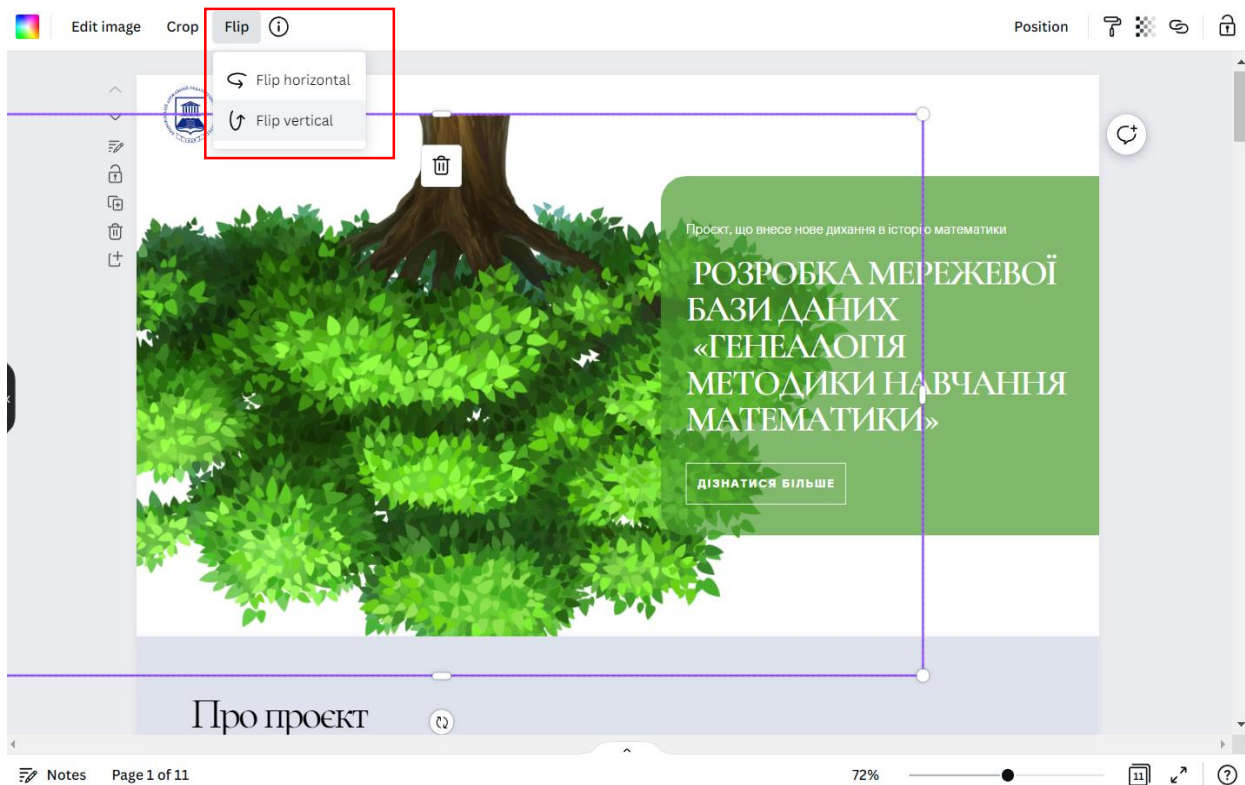 Edit image Crop Flip Position
Flip horizontal
Flip vertical
Проєкт, що внесе нове дихання в історію математики
РОЗРОБКА МЕРЕЖЕВОЇ
БАЗИ ДАНИХ
«ГЕНЕАЛОГІЯ
МЕТОДИКИ НАВЧАННЯ
МАТЕМАТИКИ»
ДІЗНАТИСЯ БІЛЬШЕ
Про проєкт
Notes Page 1 of 11 72% 11